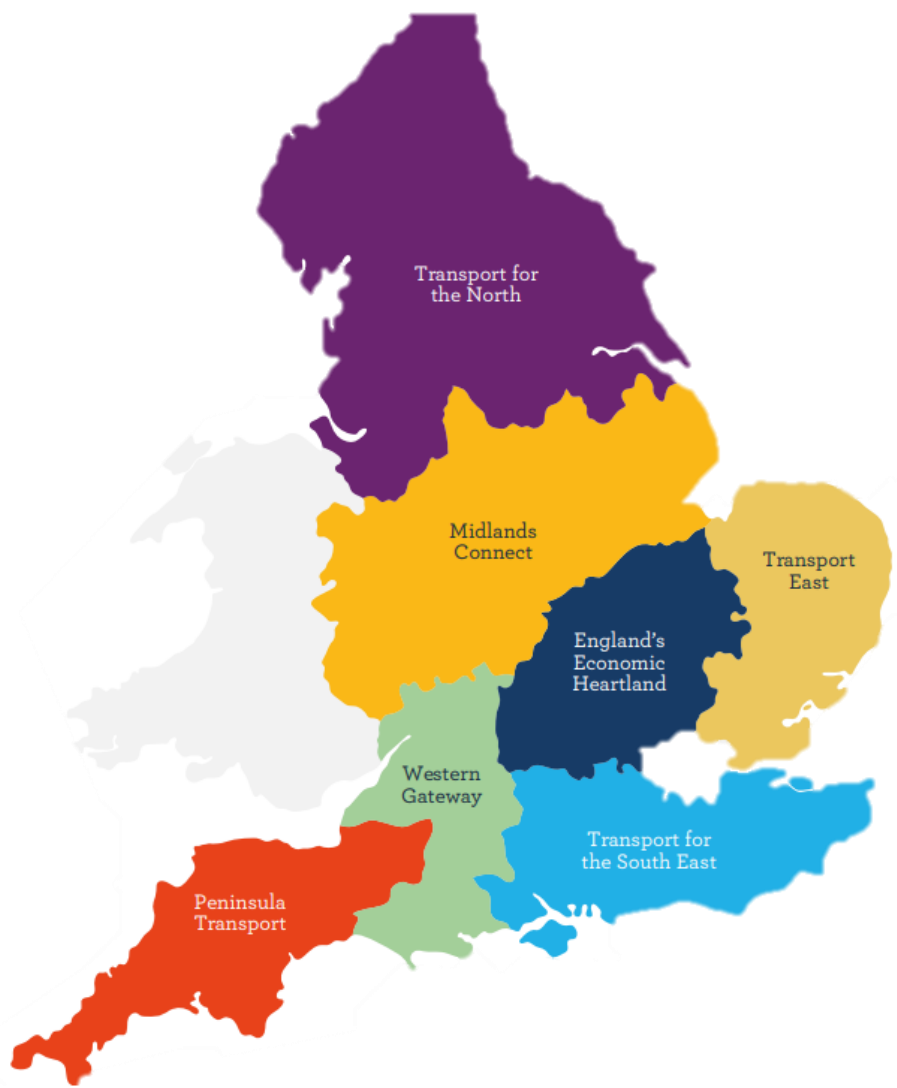 Transport for
the North
Midlands
Connect
Transport
East
England’s
Economic
Heartland
Western
Gateway
Transport for
the South East
Peninsula
Transport